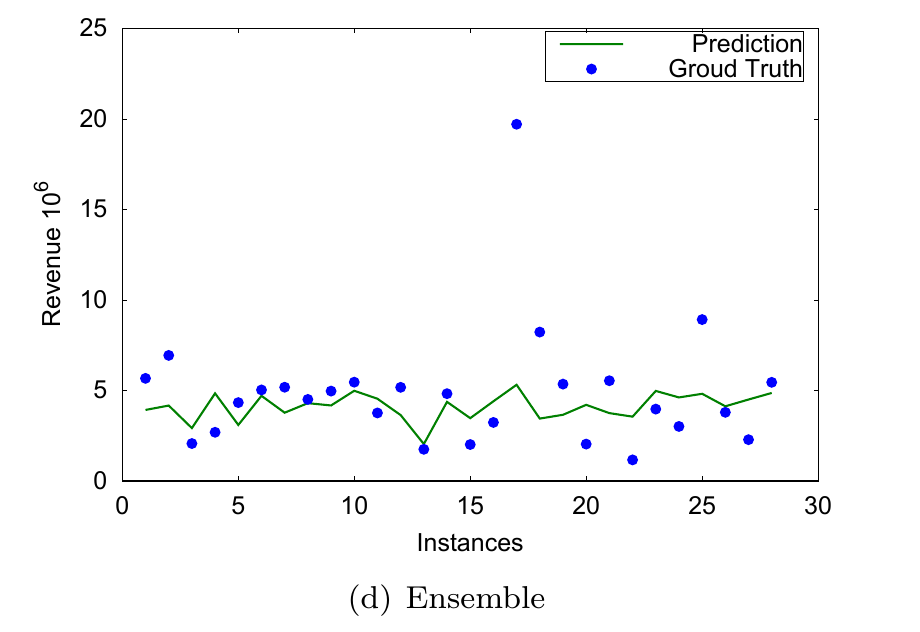 25
20
15
10
5
0
Revenue 10^6
Prediction
Groud Truth
0 5 10 15 20 25 30
Instances
(d) Ensemble